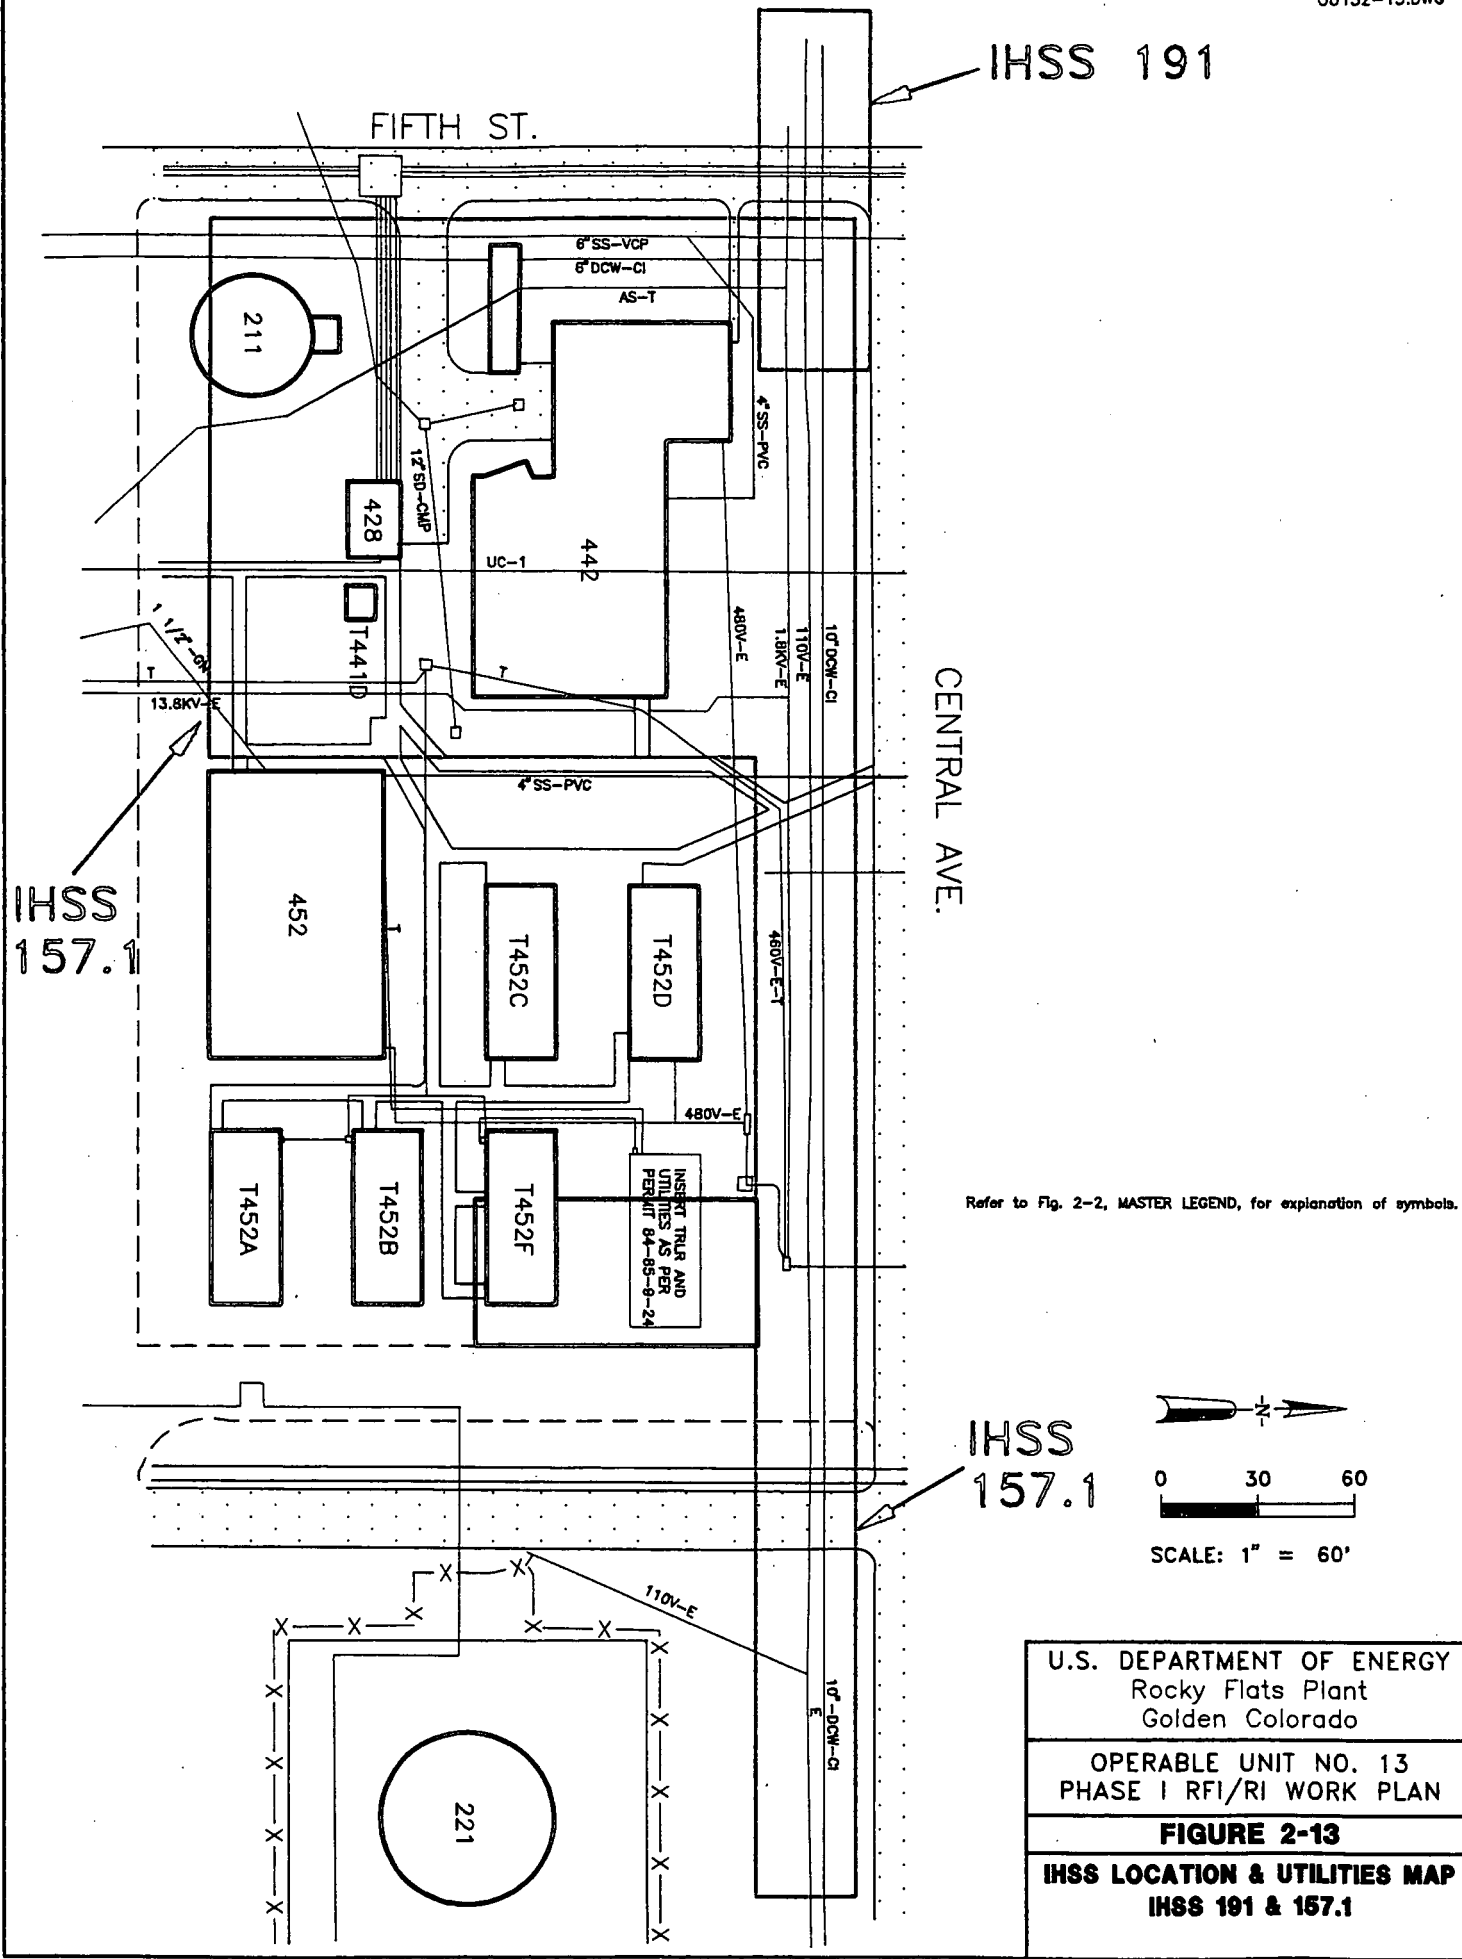 IHSS 191
FIFTH ST.
6"SS-VCP
6"DCW-CI
AS-T
211
4"SS-PVC
12"SD-CMP
428
442
UC-1
480V-E
1.8KV-E
110V-E
10"DCW-CI
1 1/2"-GN
T441D
T
T
13.8KV-E
CENTRAL AVE.
4"SS-PVC
IHSS
157.1
452
T
T452C
T452D
460V-E-T
480V-E
T452A
T452B
T452F
INSERT TRLR AND
UTILITIES AS PER
PERMIT 84-85-9-24
Refer to Fig. 2-2, MASTER LEGEND, for explanation of symbols.
N
IHSS
157.1
0 30 60
SCALE: 1" = 60'
110V-E
10"-DCW-CI
E
221
U.S. DEPARTMENT OF ENERGY
Rocky Flats Plant
Golden Colorado
OPERABLE UNIT NO. 13
PHASE I RFI/RI WORK PLAN
FIGURE 2-13
IHSS LOCATION & UTILITIES MAP
IHSS 191 & 157.1